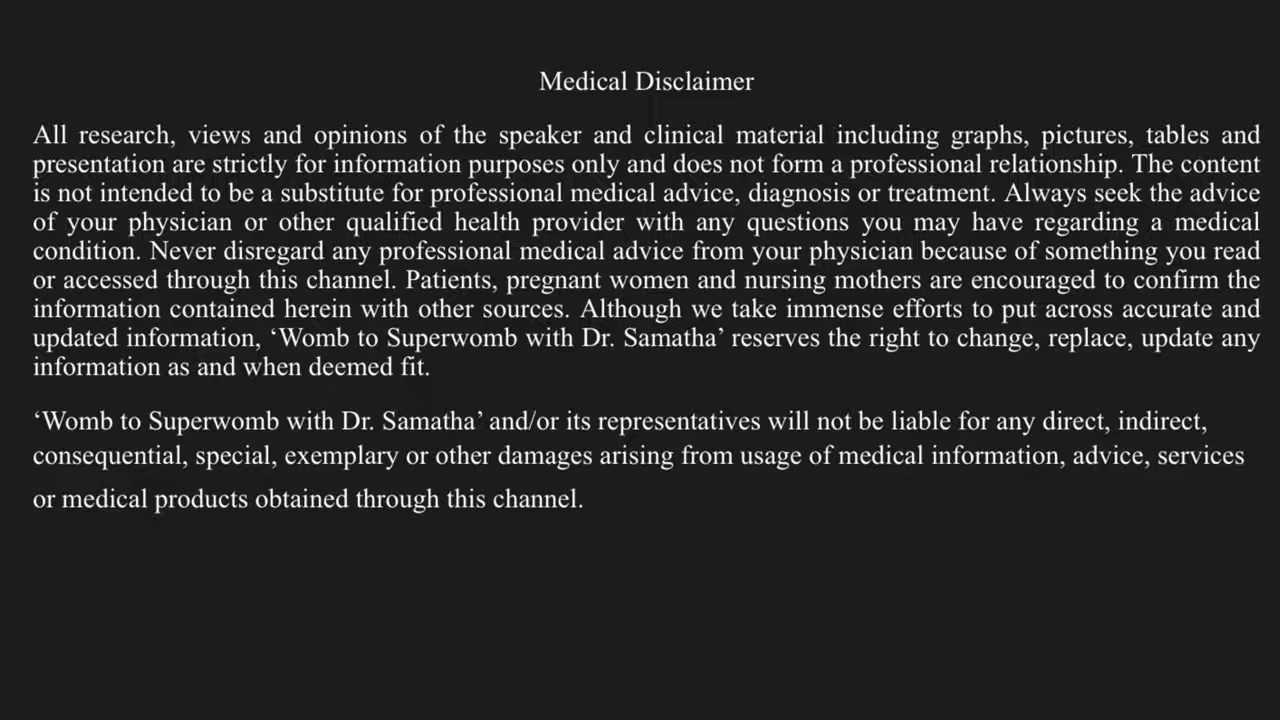 Medical Disclaimer
All research, views and opinions of the speaker and clinical material including graphs, pictures, tables and
presentation are strictly for information purposes only and does not form a professional relationship. The content
is not intended to be a substitute for professional medical advice, diagnosis or treatment. Always seek the advice
of your physician or other qualified health provider with any questions you may have regarding a medical
condition. Never disregard any professional medical advice from your physician because of something you read
or accessed through this channel. Patients, pregnant women and nursing mothers are encouraged to confirm the
information contained herein with other sources. Although we take immense efforts to put across accurate and
updated information, ‘Womb to Superwomb with Dr. Samatha’ reserves the right to change, replace, update any
information as and when deemed fit.
‘Womb to Superwomb with Dr. Samatha’ and/or its representatives will not be liable for any direct, indirect,
consequential, special, exemplary or other damages arising from usage of medical information, advice, services
or medical products obtained through this channel.